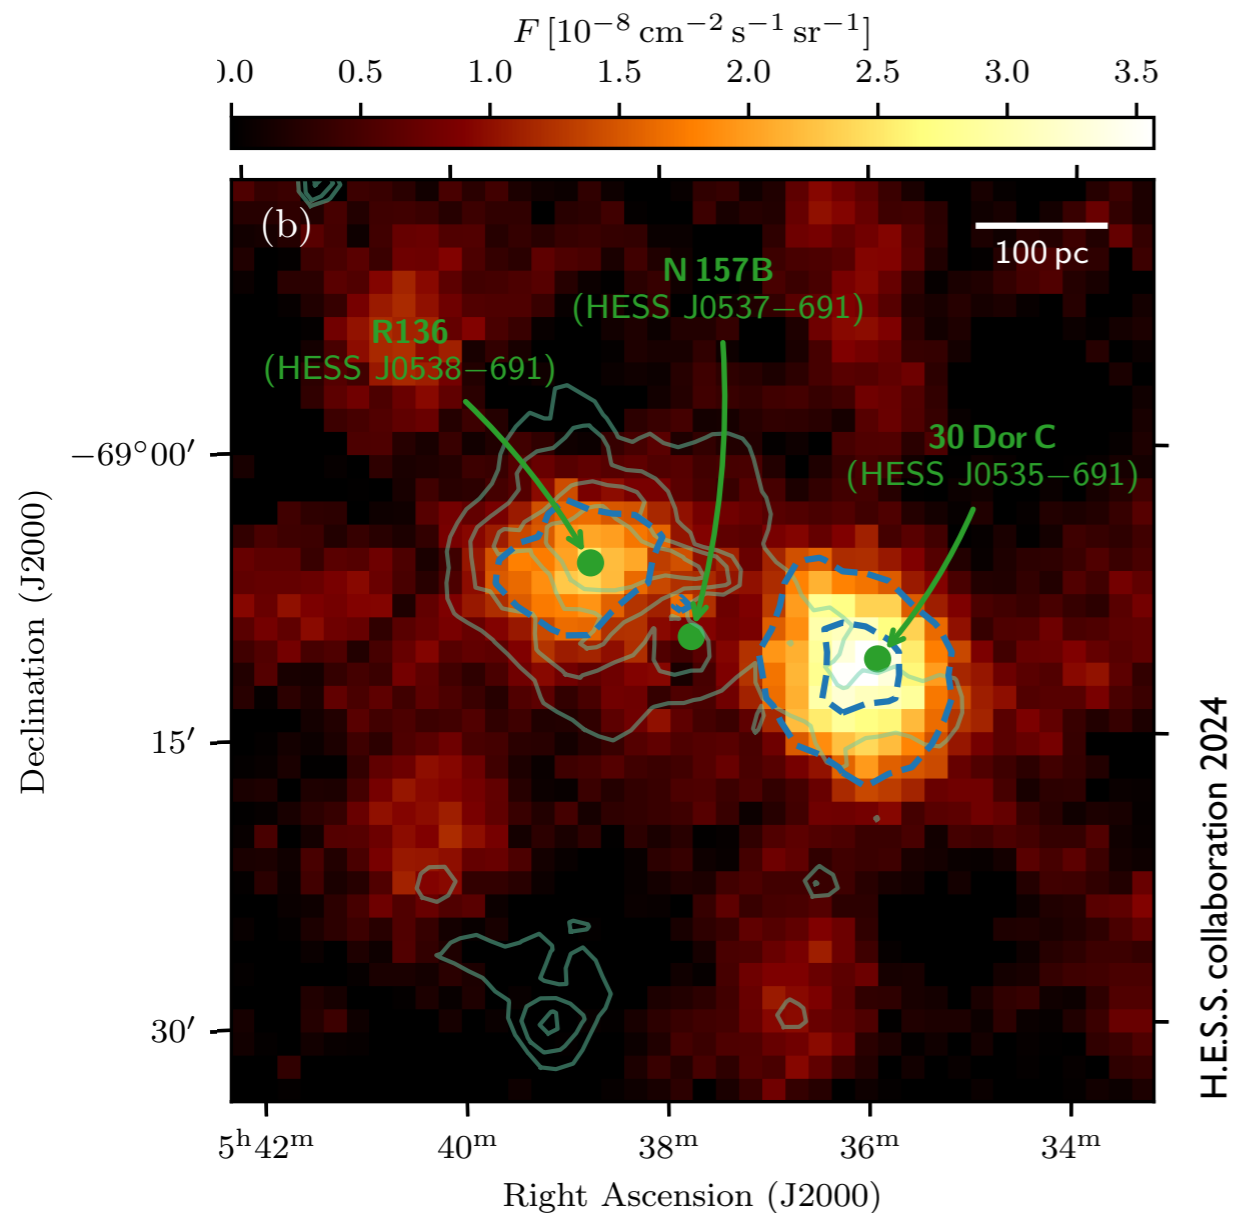 F [10⁻⁸ cm⁻² s⁻¹ sr⁻¹]
0.0 0.5 1.0 1.5 2.0 2.5 3.0 3.5
(b)
100 pc
N 157B
(HESS J0537−691)
R136
(HESS J0538−691)
30 Dor C
(HESS J0535−691)
−69°00′
15′
30′
Declination (J2000)
5ʰ42ᵐ 40ᵐ 38ᵐ 36ᵐ 34ᵐ
Right Ascension (J2000)
H.E.S.S. collaboration 2024